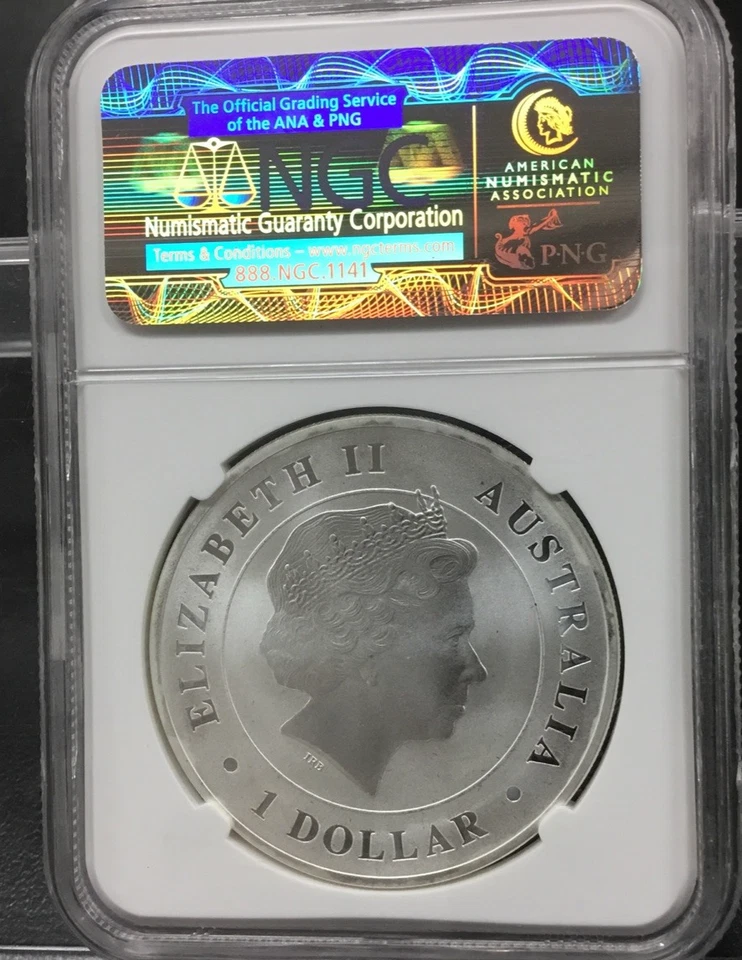 The Official Grading Service
of the ANA & PNG
NGC
Numismatic Guaranty Corporation
Terms & Conditions – www.ngcterms.com
888.NGC.1141
AMERICAN
NUMISMATIC
ASSOCIATION
P·N·G
ELIZABETH II
AUSTRALIA
• 1 DOLLAR •
IRB